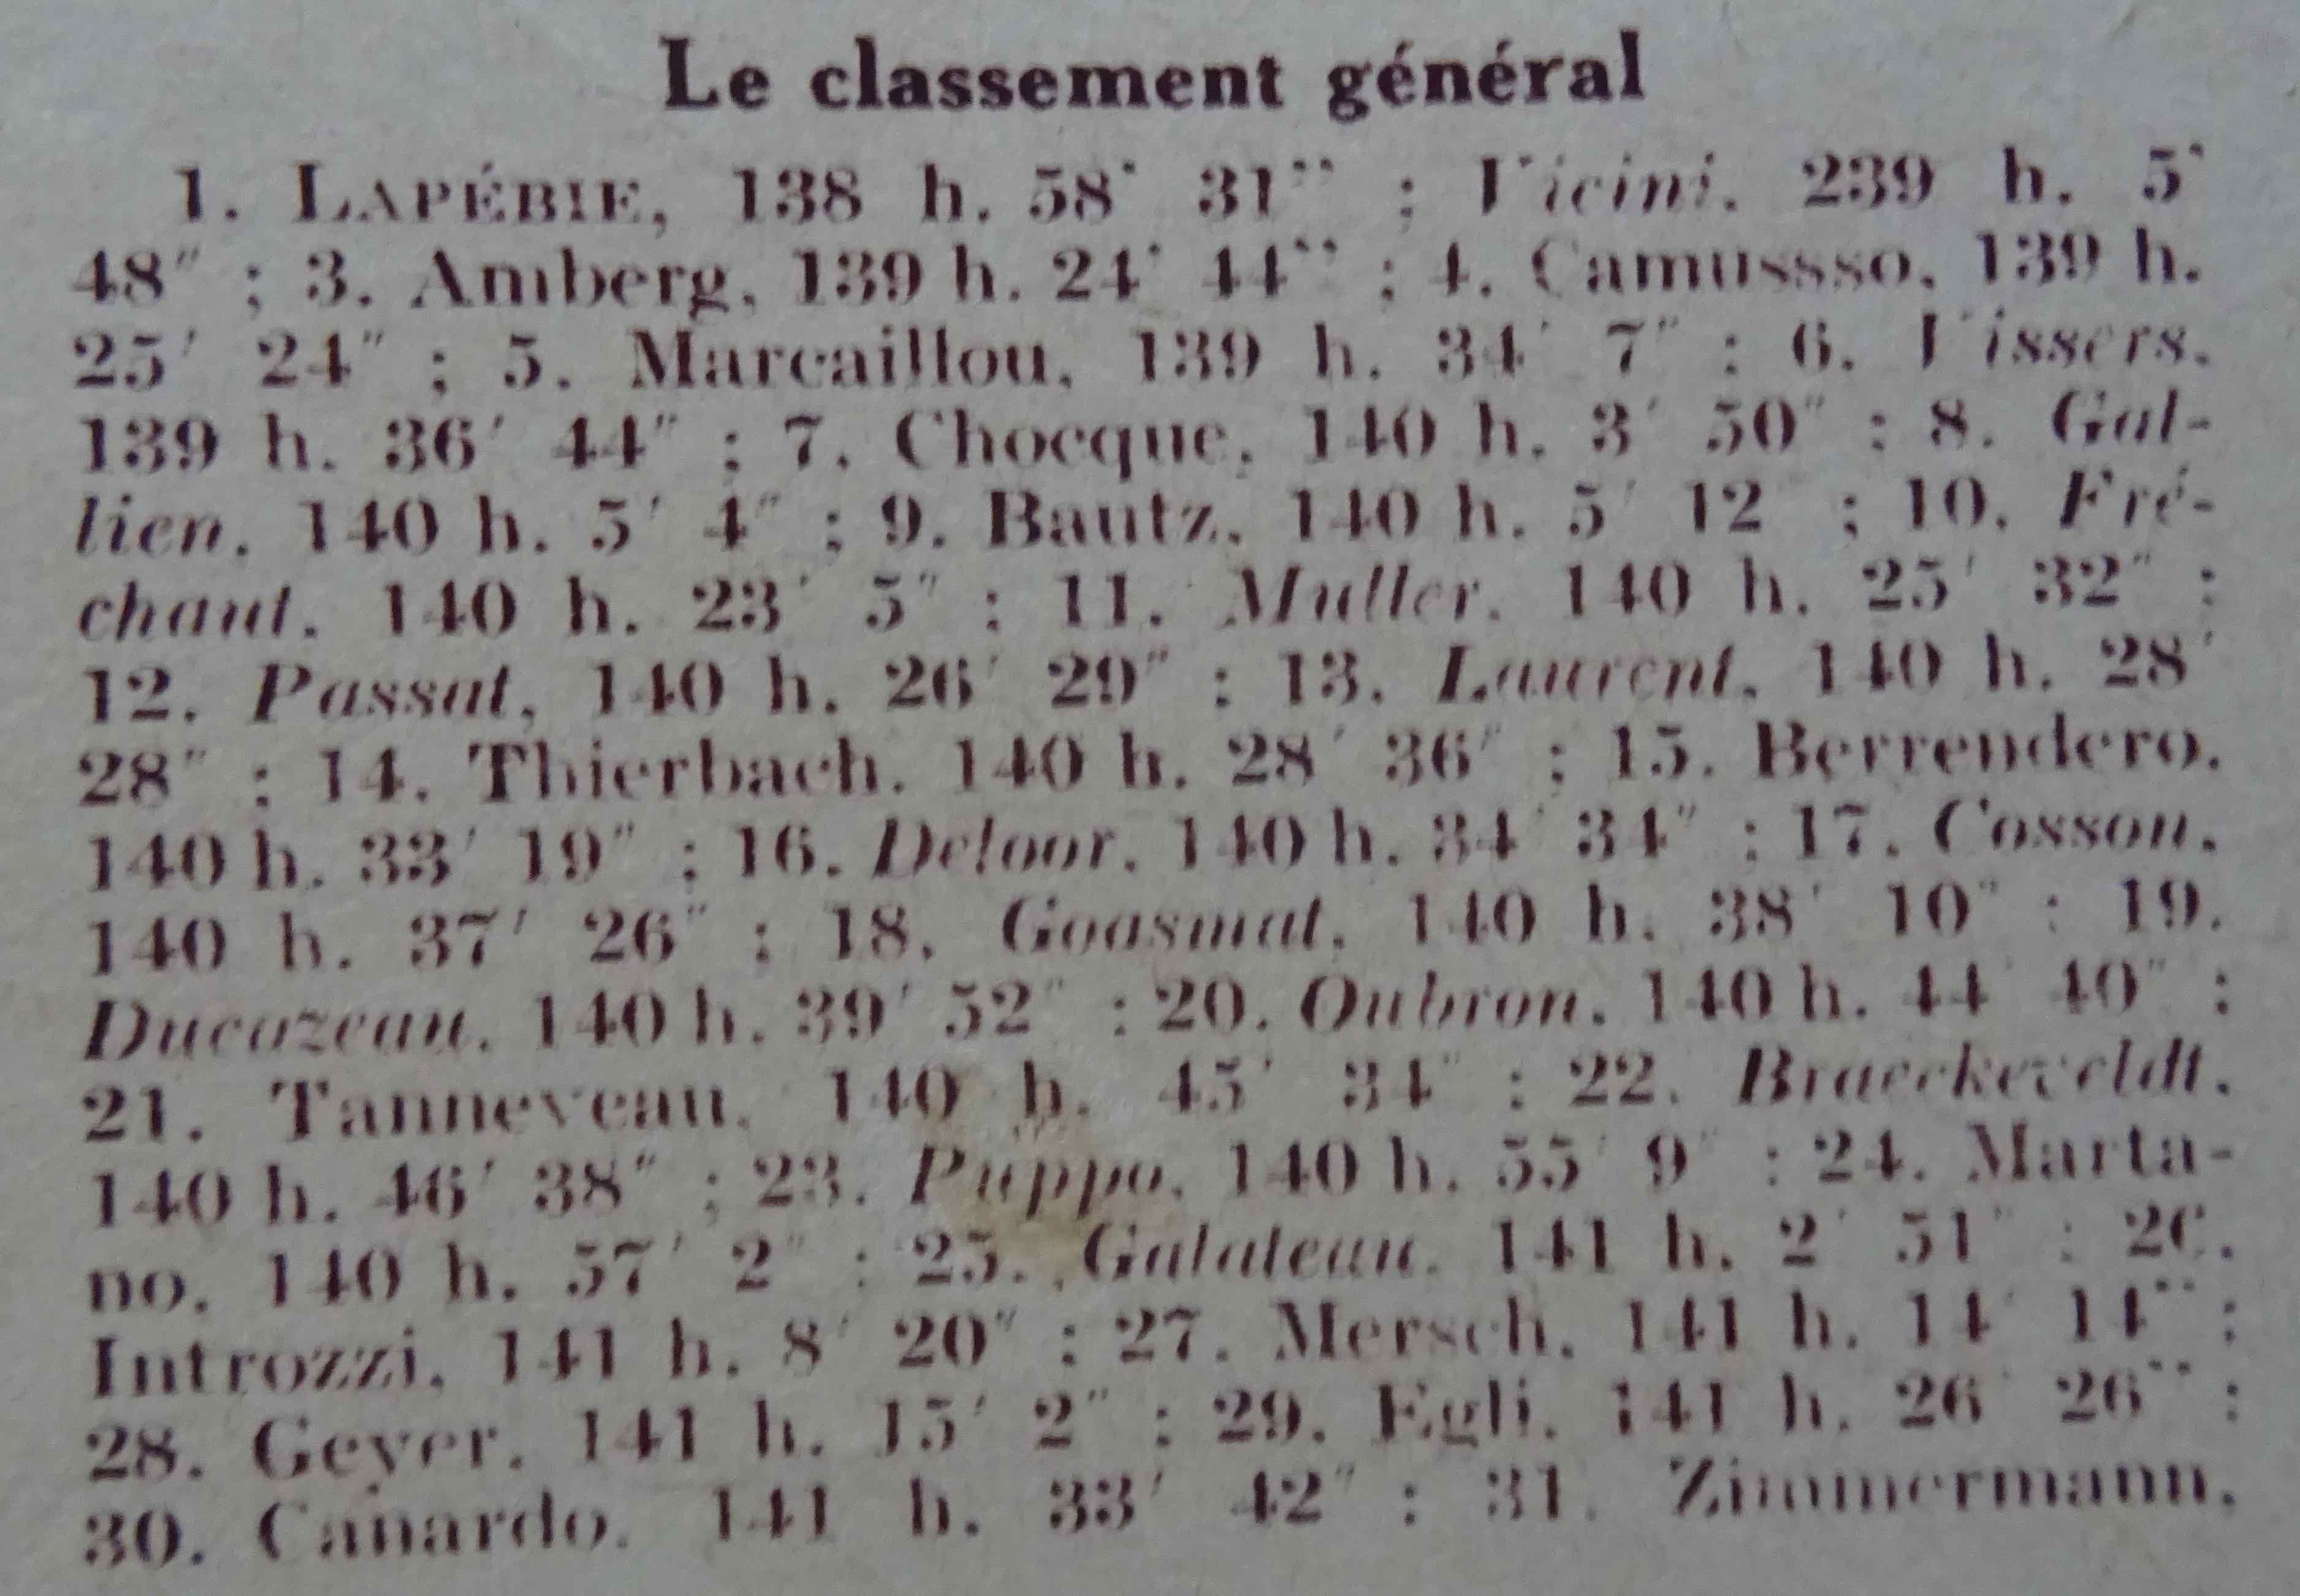 Le classement général
1. LAPÉBIE, 138 h. 58' 31'' ; Vicini, 239 h. 5'
48" ; 3. Amberg, 139 h. 24' 44'' ; 4. Camussso, 139 h.
25' 24" ; 5. Marcaillou, 139 h. 34' 7" ; 6. Vissers,
139 h. 36' 44" ; 7. Chocque, 140 h. 3' 50" ; 8. Gal-
lien, 140 h. 5' 4" ; 9. Bautz, 140 h. 5' 12 ; 10. Fré-
chaut, 140 h. 23' 5" ; 11. Muller, 140 h. 25' 32" ;
12. Passat, 140 h. 26' 29" ; 13. Laurent, 140 h. 28'
28" ; 14. Thierbach, 140 h. 28' 36" ; 15. Berrendero,
140 h. 33' 19" ; 16. Deloor, 140 h. 34' 34" ; 17. Cosson,
140 h. 37' 26" ; 18. Goasmat, 140 h. 38' 10" ; 19.
Ducazeau, 140 h. 39' 52" ; 20. Oubron, 140 h. 44' 40" ;
21. Tanneveau, 140 h. 45' 34" ; 22. Braeckeveldt,
140 h. 46' 38" ; 23. Puppo, 140 h. 55' 9" ; 24. Marta-
no, 140 h. 57' 2" ; 25. Galateau, 141 h. 2' 51" ; 26.
Introzzi, 141 h. 8' 20" ; 27. Mersch, 141 h. 14' 14'' ;
28. Geyer, 141 h. 15' 2" ; 29. Egli, 141 h. 26' 26'' ;
30. Canardo, 141 h. 33' 42" ; 31. Zimmermann,